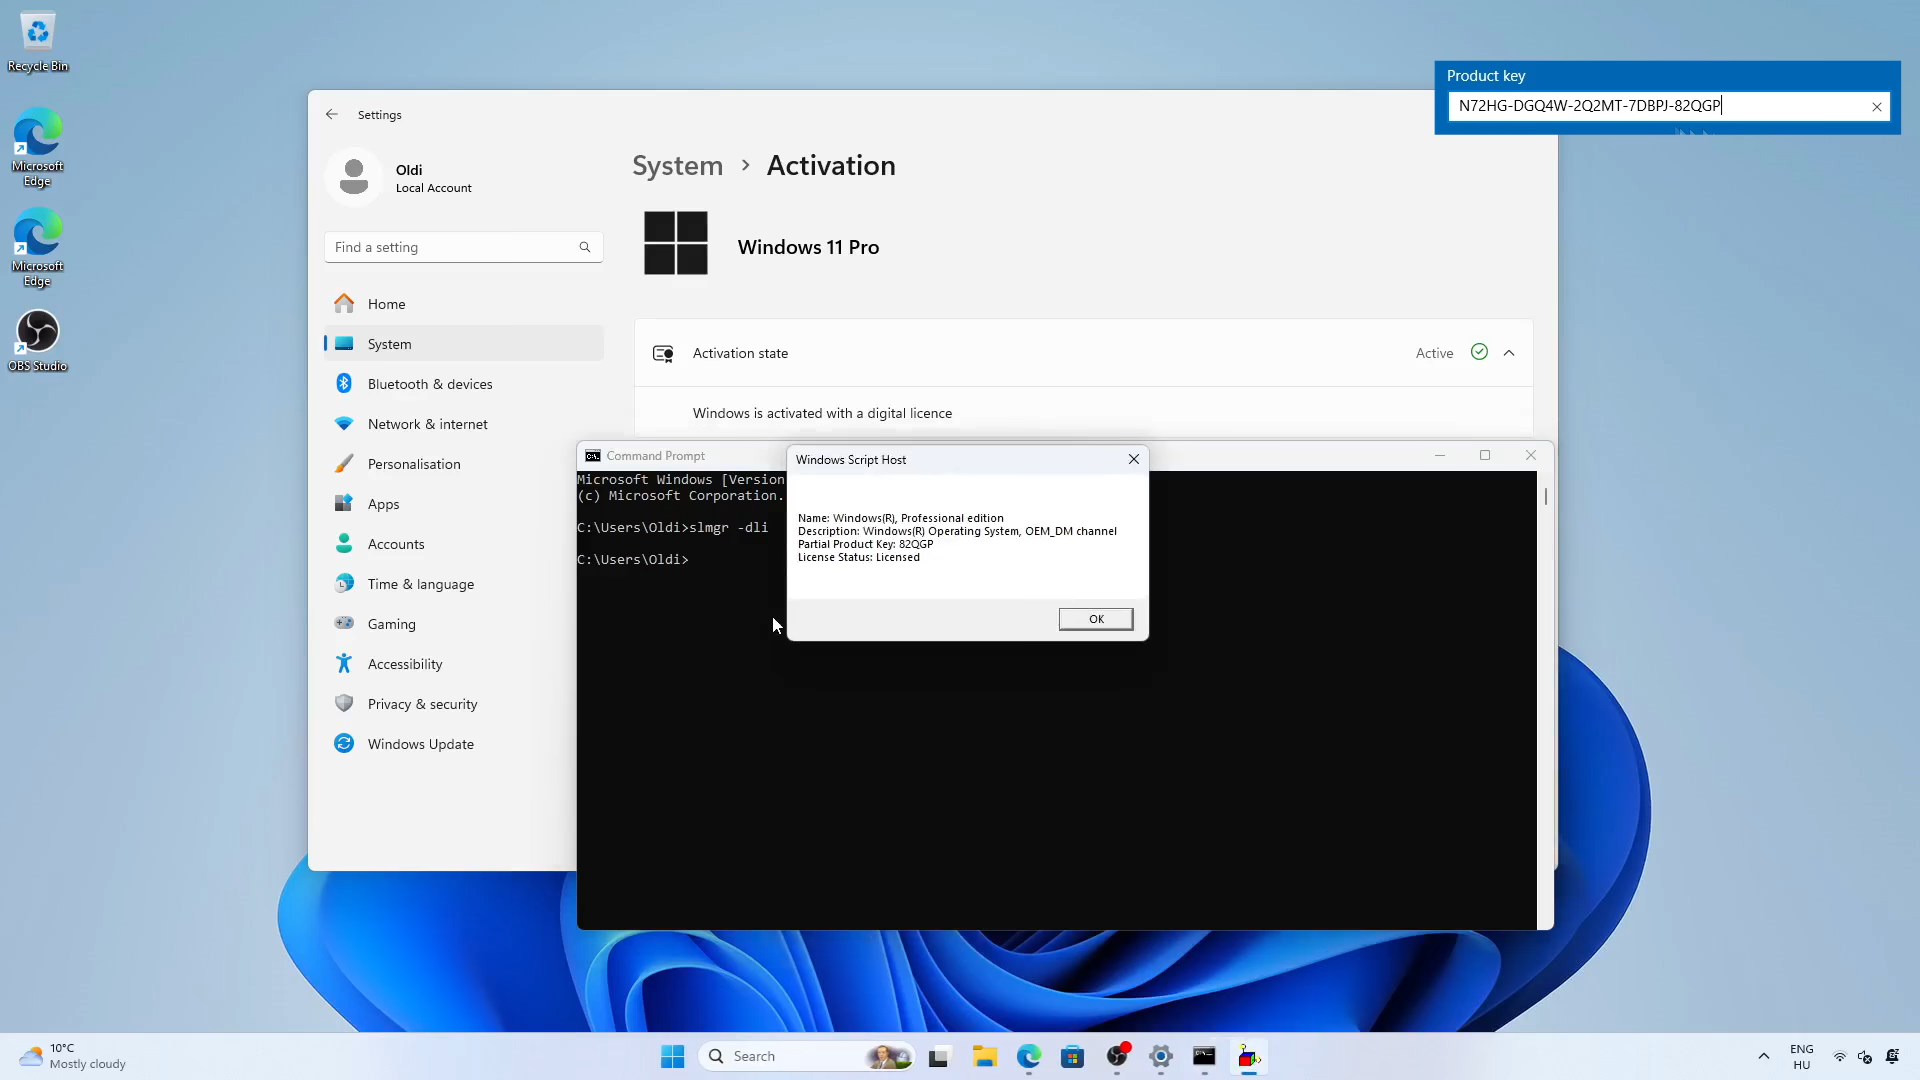 Recycle Bin
Microsoft
Edge
Microsoft
Edge
OBS Studio
Product key
N72HG-DGQ4W-2Q2MT-7DBPJ-82QGP
Settings
Oldi
Local Account
Find a setting
Home
System
Bluetooth & devices
Network & internet
Personalisation
Apps
Accounts
Time & language
Gaming
Accessibility
Privacy & security
Windows Update
System > Activation
Windows 11 Pro
Activation state
Active
Windows is activated with a digital licence
Command Prompt
Microsoft Windows [Version
(c) Microsoft Corporation.
C:\Users\Oldi>slmgr -dli
C:\Users\Oldi>
Windows Script Host
Name: Windows(R), Professional edition
Description: Windows(R) Operating System, OEM_DM channel
Partial Product Key: 82QGP
License Status: Licensed
OK
10°C
Mostly cloudy
Search
ENG
HU